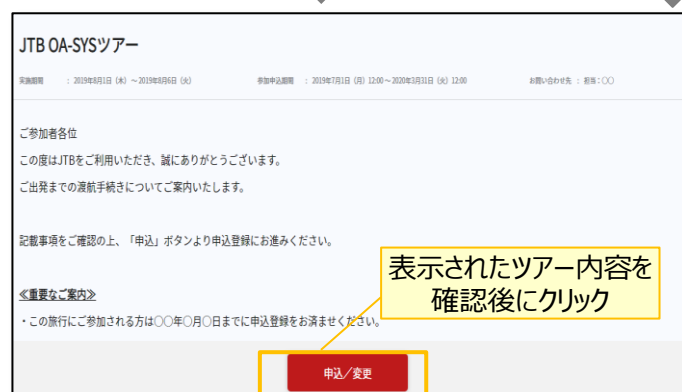 JTB OA-SYSツアー
実施期間 : 2019年8月1日（木）～2019年8月6日（火） 参加申込期間 : 2019年7月1日（月）12:00～2020年3月31日（火）12:00 お問い合わせ先 : 担当：〇〇
ご参加者各位
この度はJTBをご利用いただき、誠にありがとうございます。
ご出発までの渡航手続きについてご案内いたします。
記載事項をご確認の上、「申込」ボタンより申込登録にお進みください。
表示されたツアー内容を
確認後にクリック
≪重要なご案内≫
・この旅行にご参加される方は〇〇年〇月〇日までに申込登録をお済ませください。
申込／変更